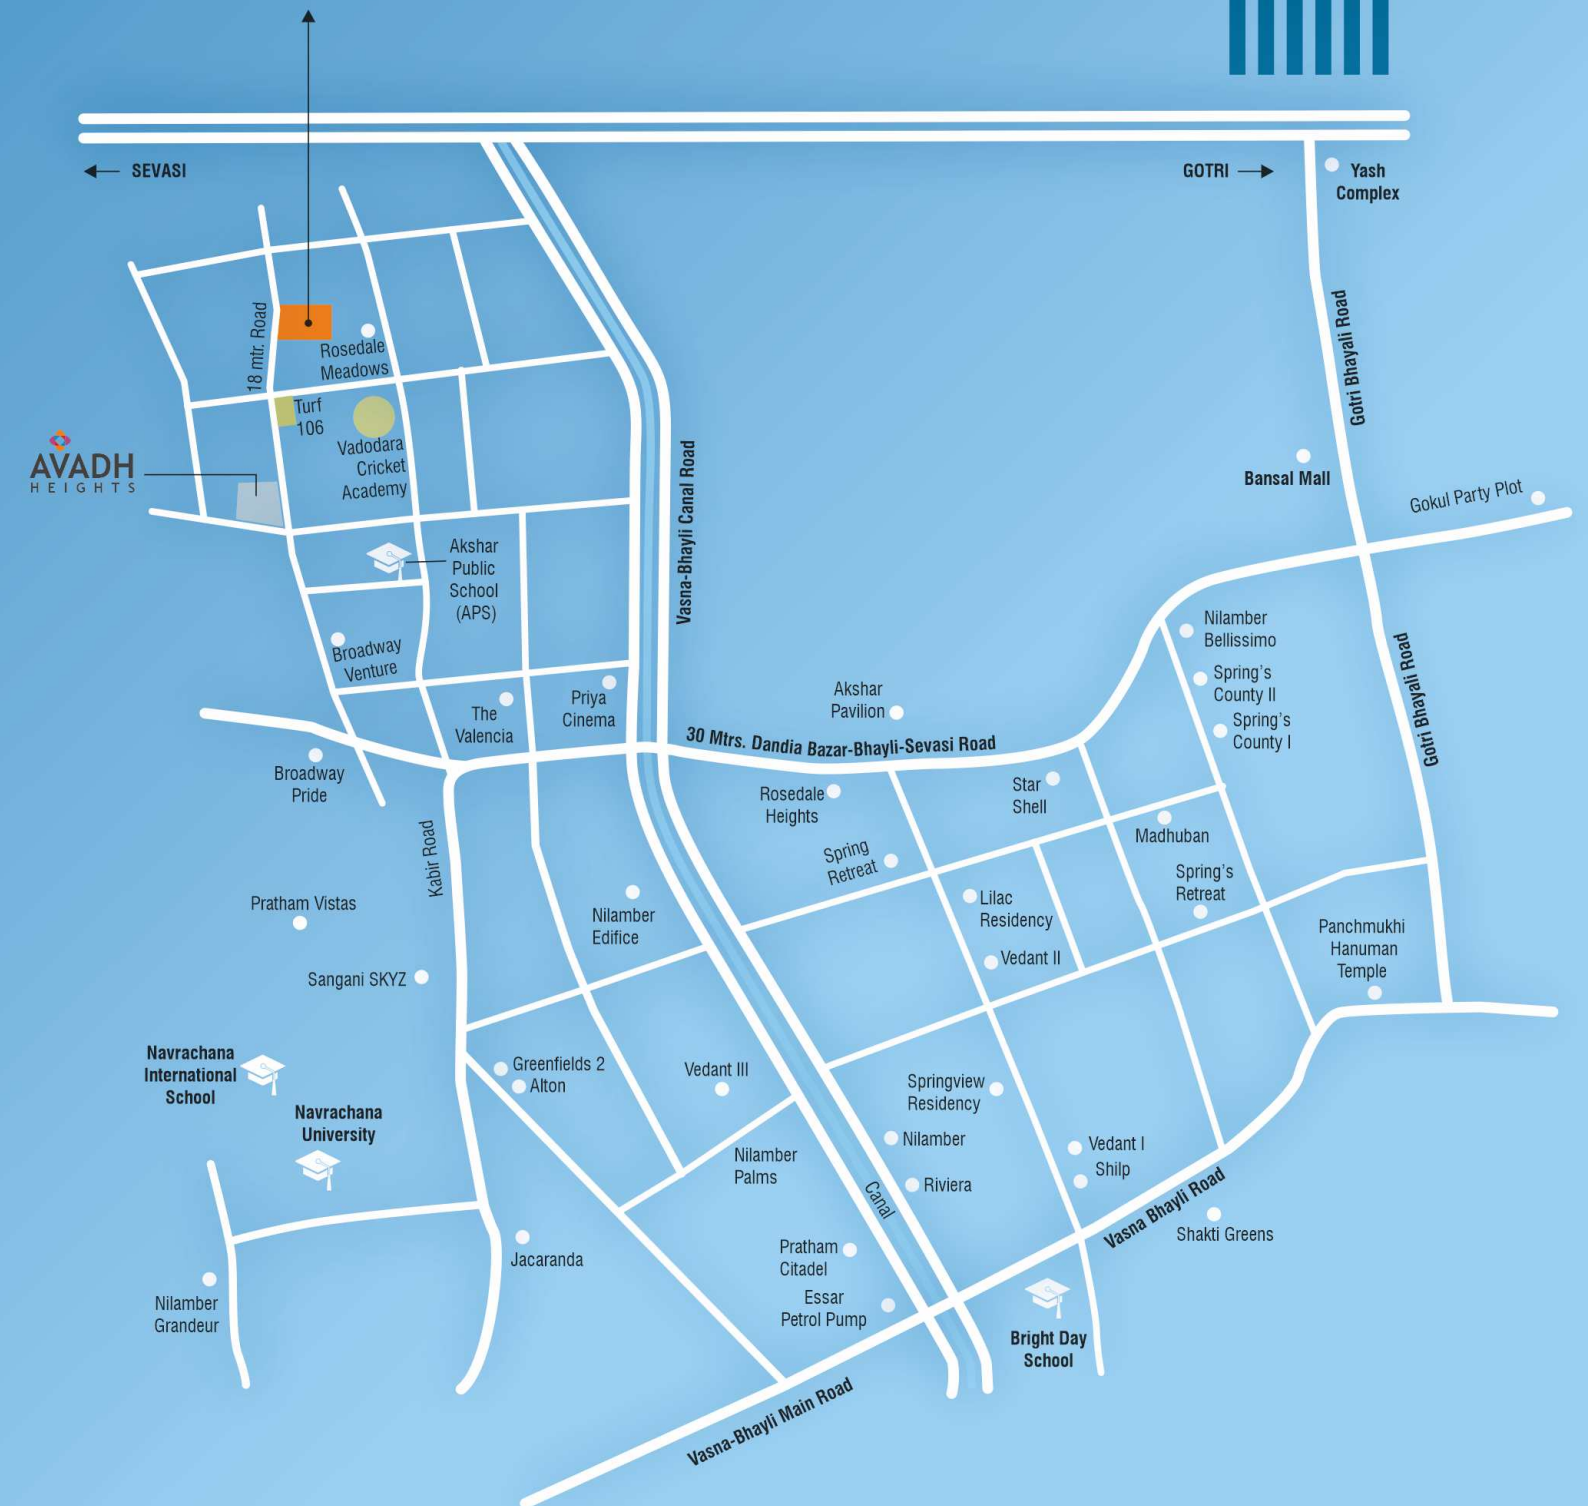 SEVASI
GOTRI
Yash
Complex
18 mtr. Road
Rosedale
Meadows
Turf
106
Vadodara
Cricket
Academy
AVADH
HEIGHTS
Vasna-Bhayli Canal Road
Gotri Bhayali Road
Bansal Mall
Gokul Party Plot
Akshar
Public
School
(APS)
Broadway
Venture
The
Valencia
Priya
Cinema
Akshar
Pavilion
30 Mtrs. Dandia Bazar-Bhayli-Sevasi Road
Nilamber
Bellissimo
Spring's
County II
Spring's
County I
Gotri Bhayali Road
Broadway
Pride
Rosedale
Heights
Star
Shell
Madhuban
Kabir Road
Spring
Retreat
Spring's
Retreat
Pratham Vistas
Nilamber
Edifice
Lilac
Residency
Vedant II
Panchmukhi
Hanuman
Temple
Sangani SKYZ
Navrachana
International
School
Greenfields 2
Alton
Vedant III
Springview
Residency
Navrachana
University
Nilamber
Palms
Nilamber
Riviera
Vedant I
Shilp
Canal
Vasna Bhayli Road
Shakti Greens
Jacaranda
Pratham
Citadel
Nilamber
Grandeur
Essar
Petrol Pump
Bright Day
School
Vasna-Bhayli Main Road